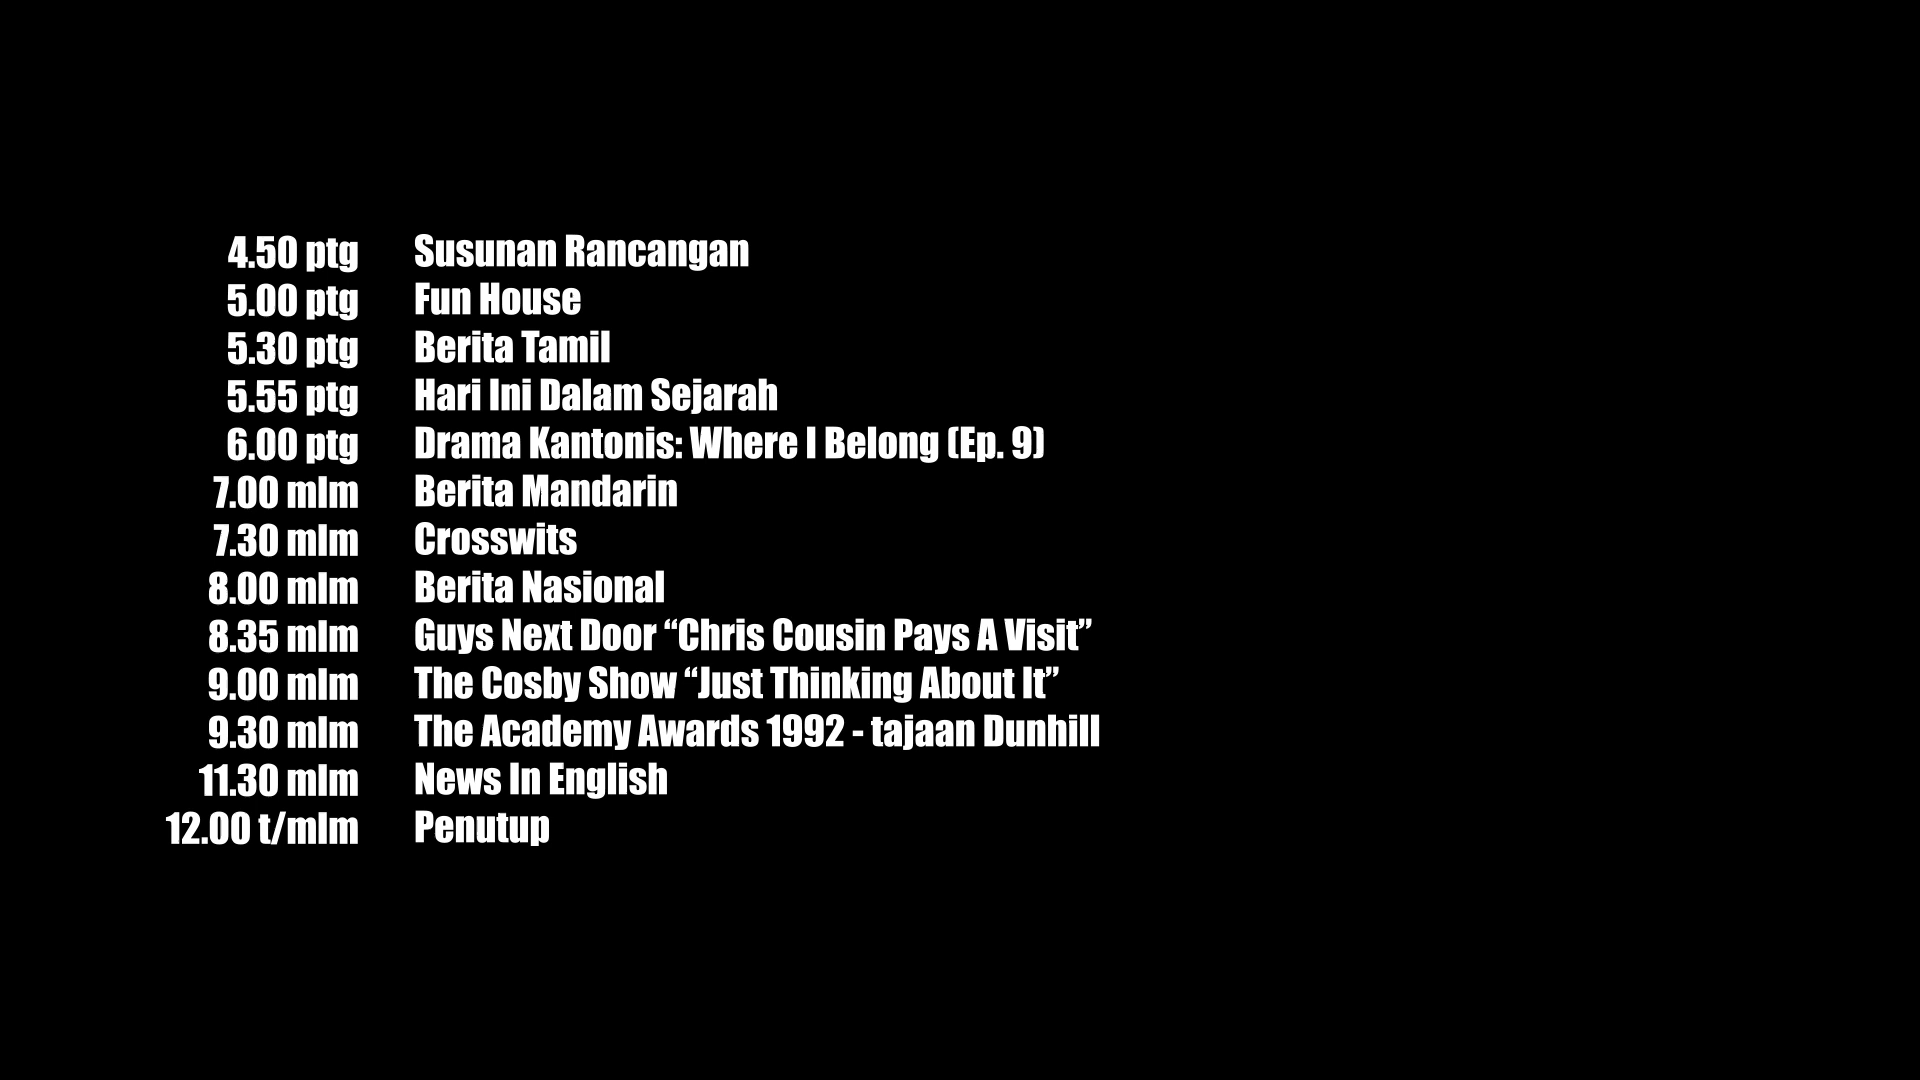 4.50 ptg Susunan Rancangan
5.00 ptg Fun House
5.30 ptg Berita Tamil
5.55 ptg Hari Ini Dalam Sejarah
6.00 ptg Drama Kantonis: Where I Belong (Ep. 9)
7.00 mlm Berita Mandarin
7.30 mlm Crosswits
8.00 mlm Berita Nasional
8.35 mlm Guys Next Door “Chris Cousin Pays A Visit”
9.00 mlm The Cosby Show “Just Thinking About It”
9.30 mlm The Academy Awards 1992 - tajaan Dunhill
11.30 mlm News In English
12.00 t/mlm Penutup